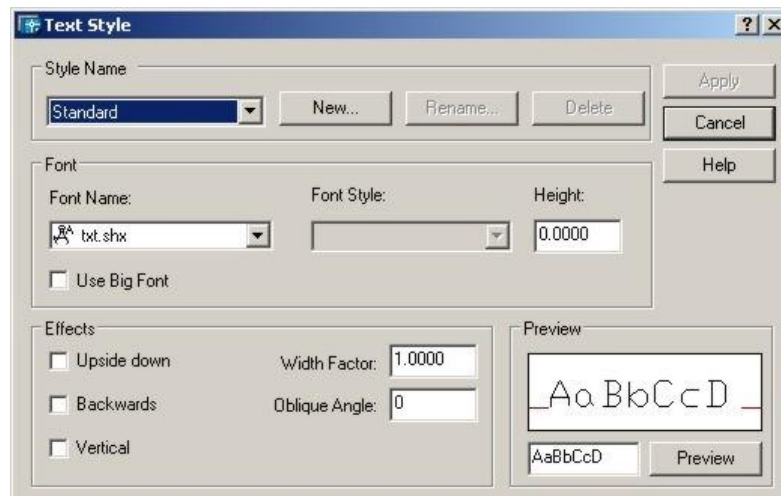 Text Style
Style Name
Standard New... Rename... Delete
Apply
Cancel
Help
Font
Font Name: Font Style: Height:
txt.shx 0.0000
Use Big Font
Effects
Upside down Width Factor: 1.0000
Backwards Oblique Angle: 0
Vertical
Preview
AaBbCcD
AaBbCcD Preview